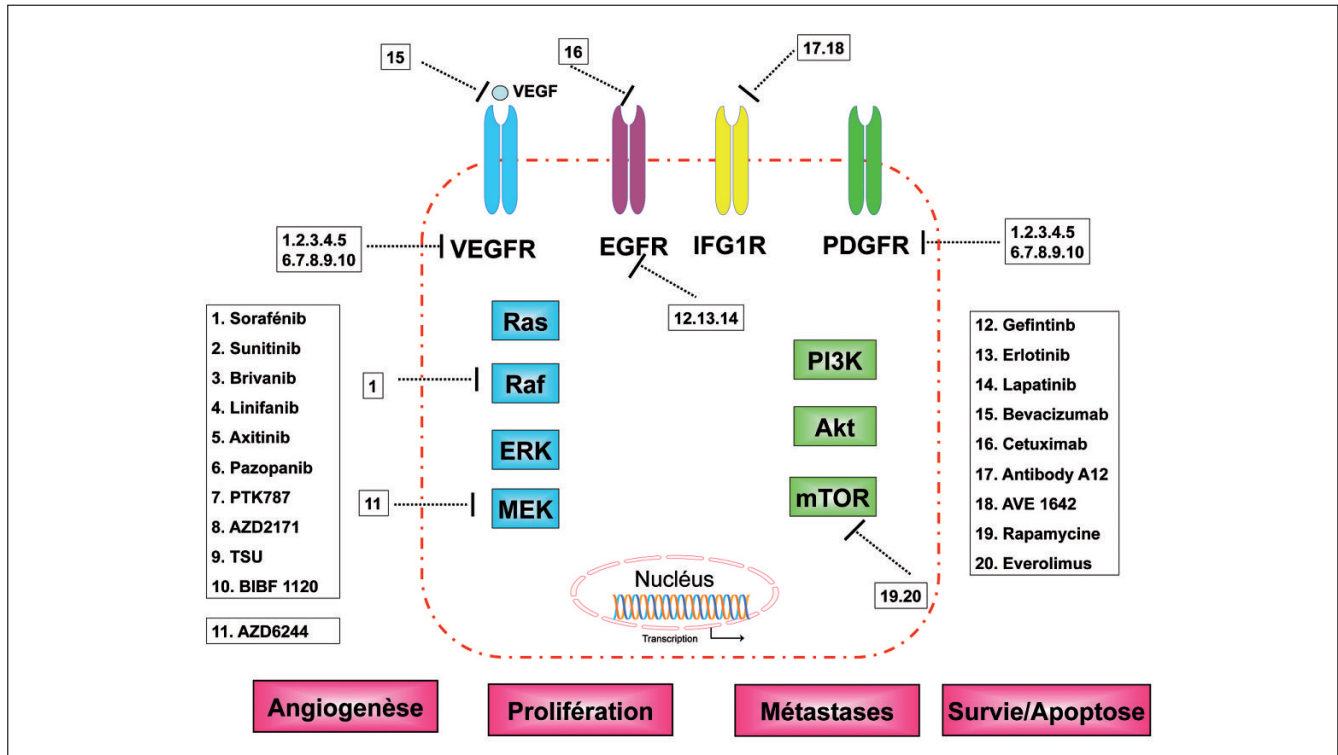 15
16
17.18
VEGF
1.2.3.4.5
6.7.8.9.10
VEGFR
EGFR
IFG1R
PDGFR
1.2.3.4.5
6.7.8.9.10
12.13.14
1. Sorafénib
2. Sunitinib
3. Brivanib
4. Linifanib
5. Axitinib
6. Pazopanib
7. PTK787
8. AZD2171
9. TSU
10. BIBF 1120
11. AZD6244
1
11
Ras
Raf
ERK
MEK
PI3K
Akt
mTOR
19.20
12. Gefintinb
13. Erlotinib
14. Lapatinib
15. Bevacizumab
16. Cetuximab
17. Antibody A12
18. AVE 1642
19. Rapamycine
20. Everolimus
Nucléus
Transcription
Angiogenèse
Prolifération
Métastases
Survie/Apoptose